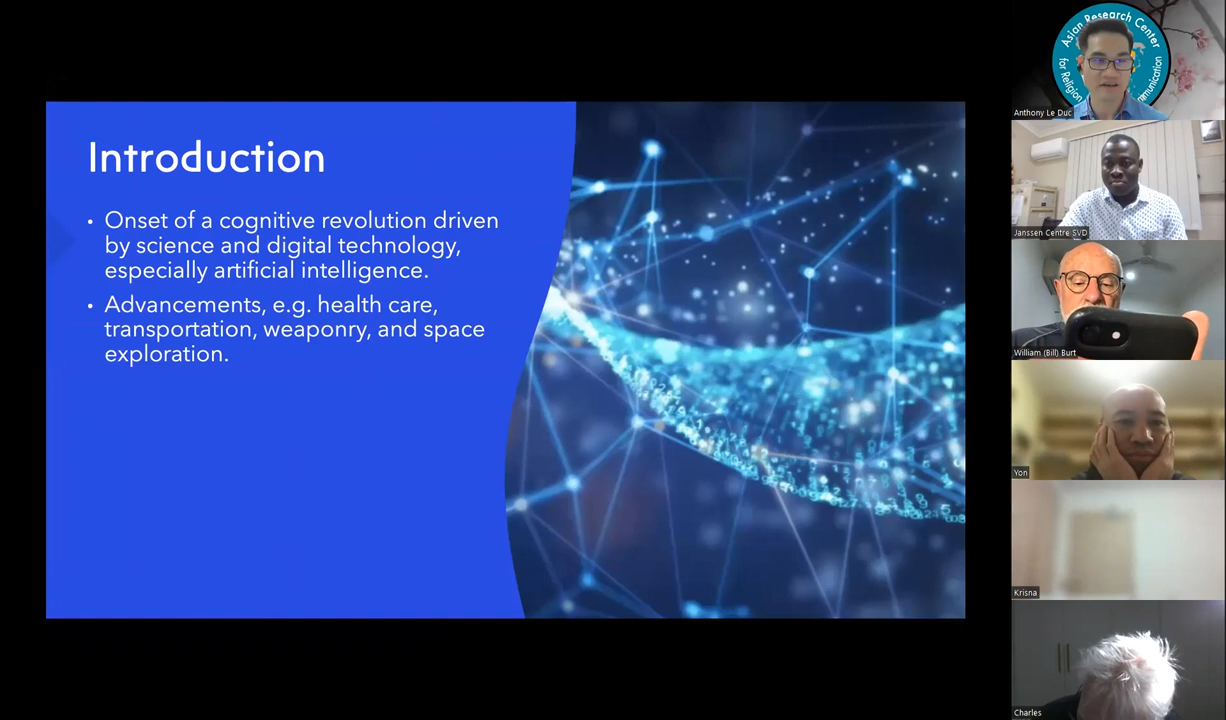 Introduction
• Onset of a cognitive revolution driven
by science and digital technology,
especially artificial intelligence.
• Advancements, e.g. health care,
transportation, weaponry, and space
exploration.
Asian Research Center
for Religion
Anthony Le Duc
Janssen Centre SVD
William (Bill) Burt
Yon
Krisna
Charles